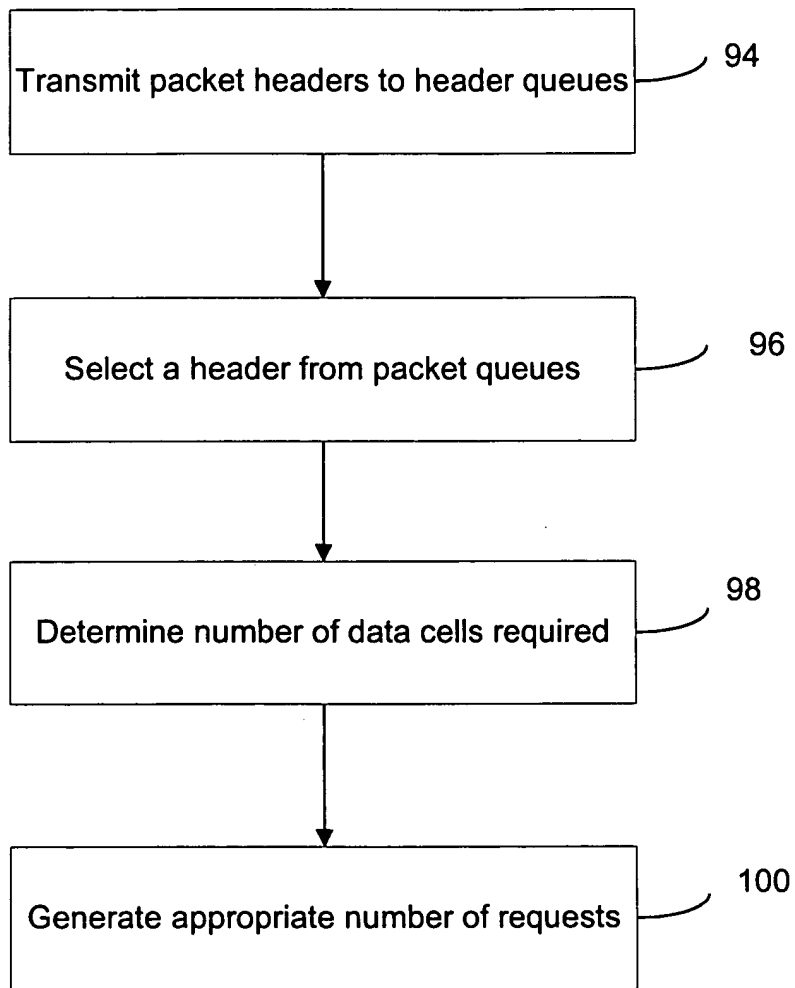 Transmit packet headers to header queues
94
Select a header from packet queues
96
Determine number of data cells required
98
Generate appropriate number of requests
100